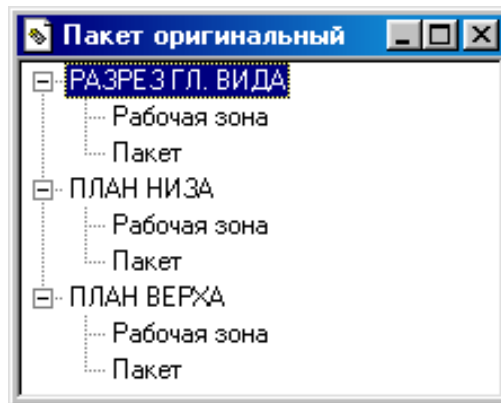 Пакет оригинальный
РАЗРЕЗ ГЛ. ВИДА
Рабочая зона
Пакет
ПЛАН НИЗА
Рабочая зона
Пакет
ПЛАН ВЕРХА
Рабочая зона
Пакет